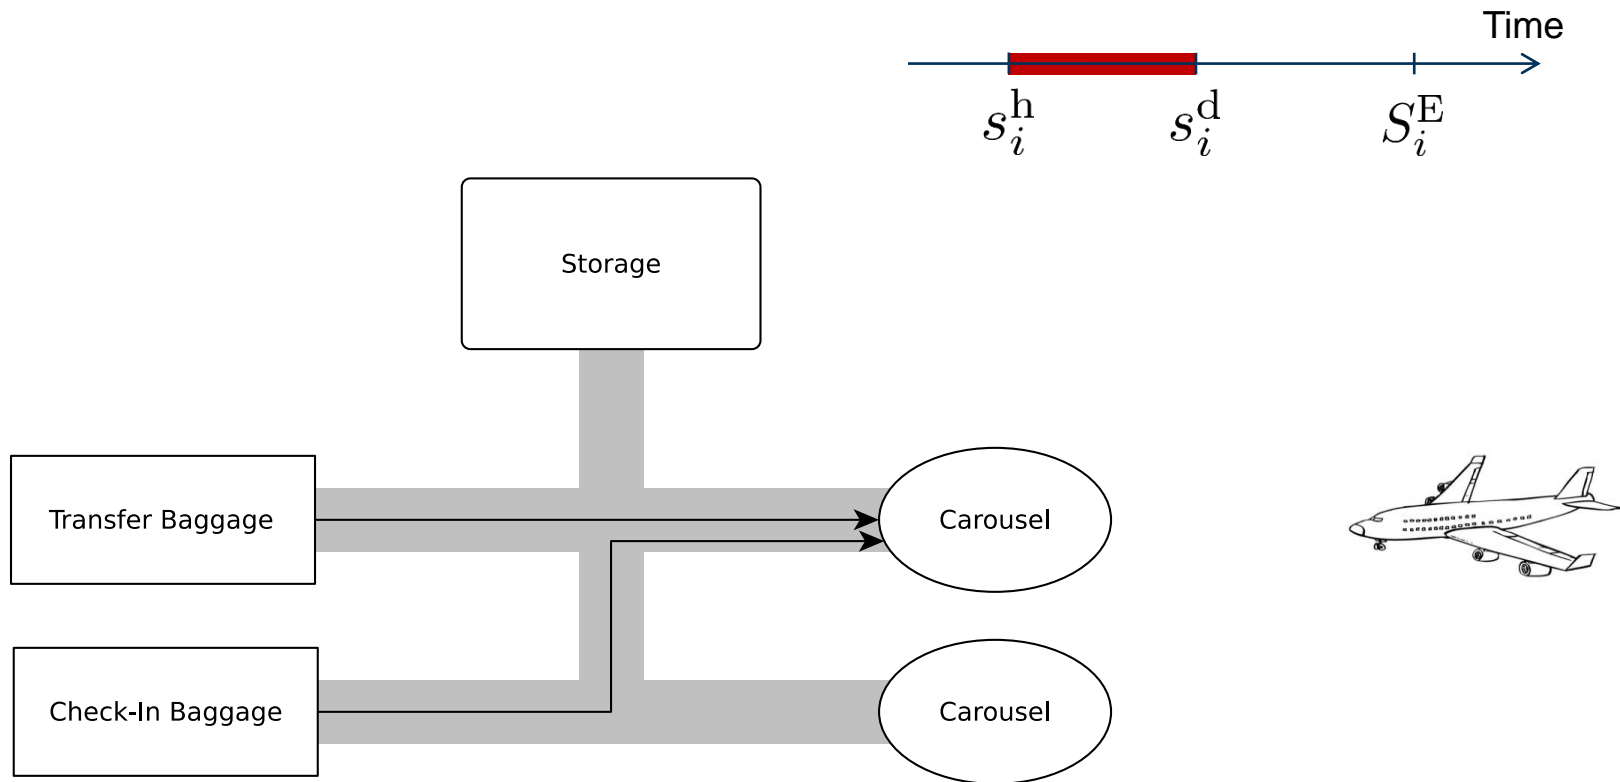 Time
s_i^h s_i^d S_i^E
Storage
Transfer Baggage
Carousel
Check-In Baggage
Carousel